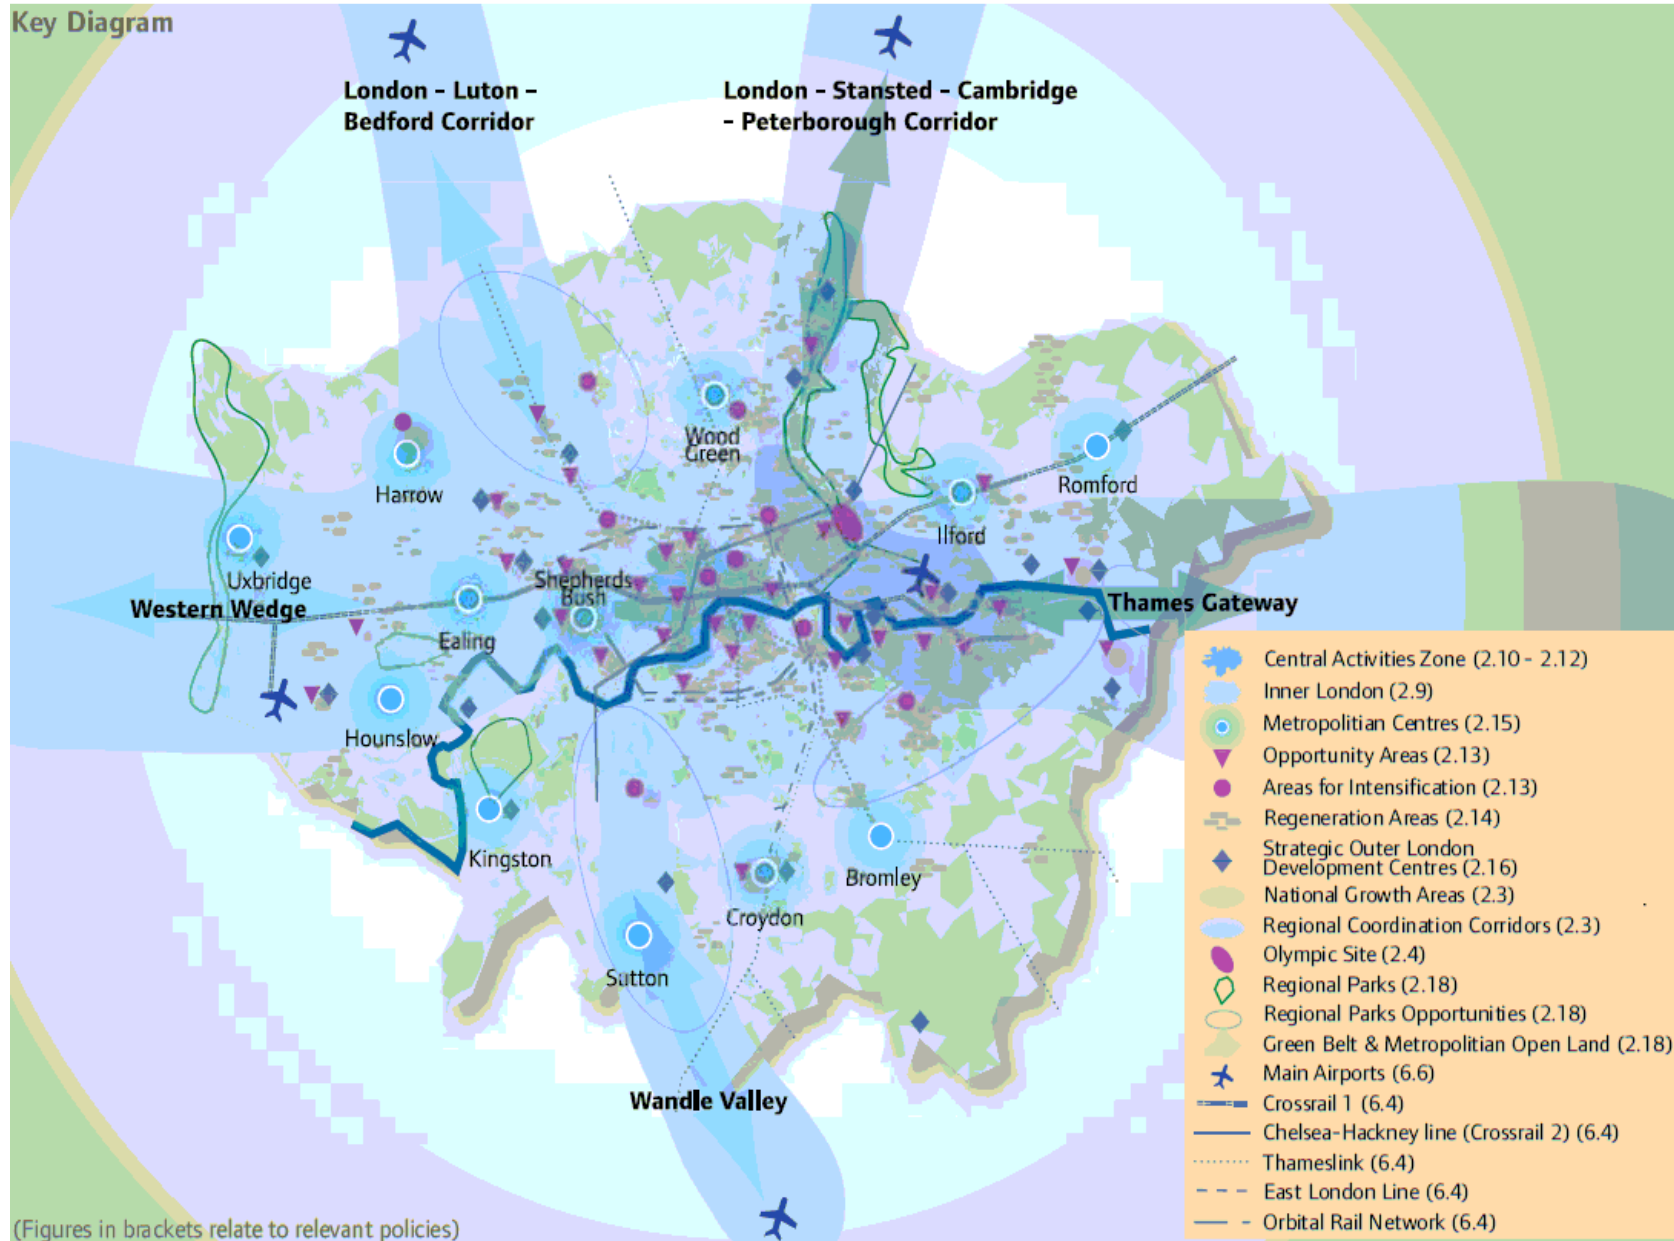 Key Diagram
London - Luton -
Bedford Corridor
London - Stansted - Cambridge
- Peterborough Corridor
Wood
Green
Harrow
Romford
Ilford
Uxbridge
Shepherds
Bush
Western Wedge
Thames Gateway
Ealing
Hounslow
Kingston
Bromley
Croydon
Sutton
Wandle Valley
Central Activities Zone (2.10 - 2.12)
Inner London (2.9)
Metropolitian Centres (2.15)
Opportunity Areas (2.13)
Areas for Intensification (2.13)
Regeneration Areas (2.14)
Strategic Outer London
Development Centres (2.16)
National Growth Areas (2.3)
Regional Coordination Corridors (2.3)
Olympic Site (2.4)
Regional Parks (2.18)
Regional Parks Opportunities (2.18)
Green Belt & Metropolitian Open Land (2.18)
Main Airports (6.6)
Crossrail 1 (6.4)
Chelsea-Hackney line (Crossrail 2) (6.4)
Thameslink (6.4)
East London Line (6.4)
Orbital Rail Network (6.4)
(Figures in brackets relate to relevant policies)